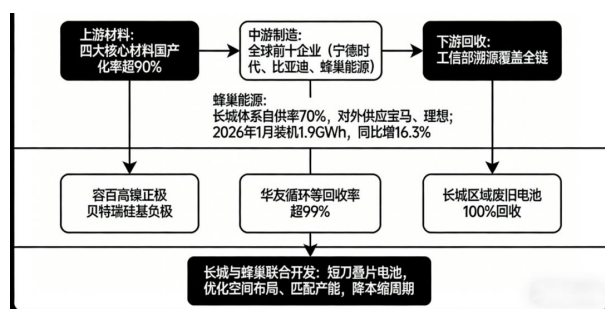 上游材料：
四大核心材料国产
化率超90%
中游制造：
全球前十企业（宁德时
代、比亚迪、蜂巢能源）
下游回收：
工信部溯源覆盖全链
蜂巢能源：
长城体系自供率70%，对外供应宝马、理想；
2026年1月装机1.9GWh，同比增16.3%
容百高镍正极
贝特瑞硅基负极
华友循环等回收率
超99%
长城区域废旧电池
100%回收
长城与蜂巢联合开发：短刀叠片电池，
优化空间布局、匹配产能，降本缩周期